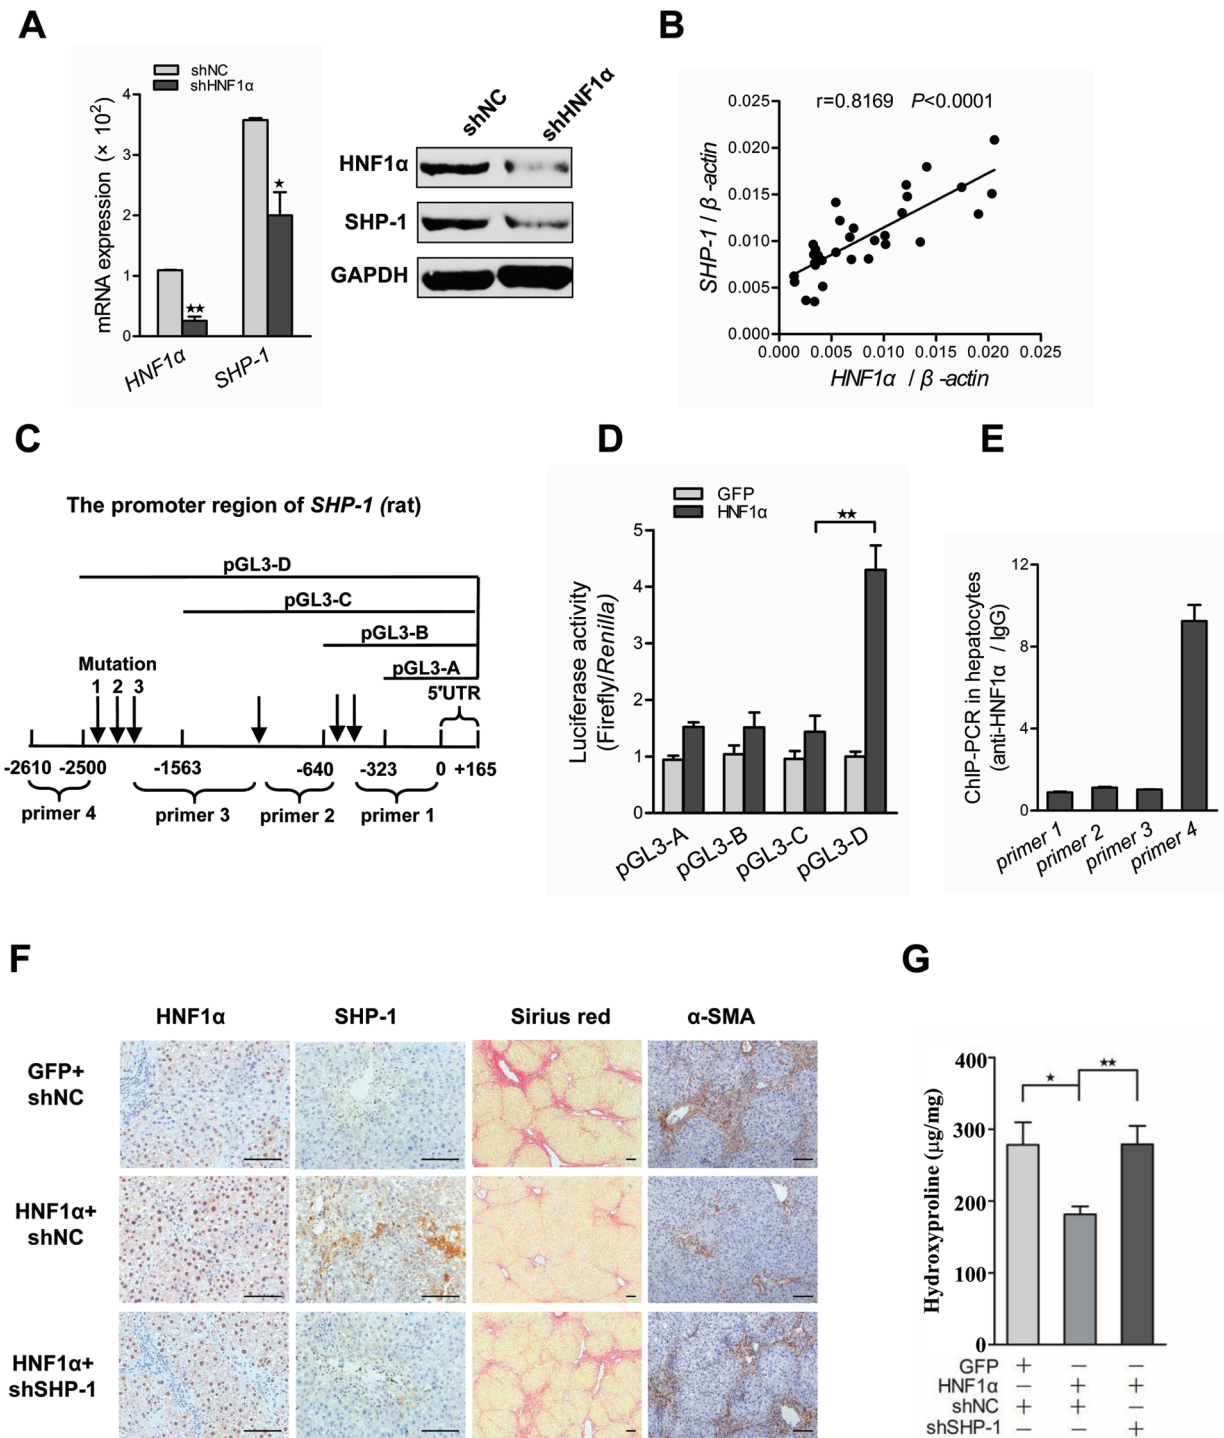 A
shNC
shHNF1α
mRNA expression (× 10²)
4
3
2
1
0
★★
★
HNF1α
SHP-1
shNC
shHNF1α
HNF1α
SHP-1
GAPDH
B
r=0.8169 P<0.0001
SHP-1 / β -actin
0.025
0.020
0.015
0.010
0.005
0.000
0.000 0.005 0.010 0.015 0.020 0.025
HNF1α / β -actin
C
The promoter region of SHP-1 (rat)
pGL3-D
pGL3-C
pGL3-B
pGL3-A
Mutation
1 2 3
5'UTR
-2610 -2500 -1563 -640 -323 0 +165
primer 4 primer 3 primer 2 primer 1
D
GFP
HNF1α
★★
Luciferase activity
(Firefly/Renilla)
5
4
3
2
1
0
pGL3-A
pGL3-B
pGL3-C
pGL3-D
E
ChIP-PCR in hepatocytes
(anti-HNF1α / IgG)
12
8
4
0
primer 1
primer 2
primer 3
primer 4
F
HNF1α SHP-1 Sirius red α-SMA
GFP+
shNC
HNF1α+
shNC
HNF1α+
shSHP-1
G
Hydroxyproline (μg/mg)
400
300
200
100
0
★
★★
GFP + − −
HNF1α − + +
shNC + + −
shSHP-1 − − +